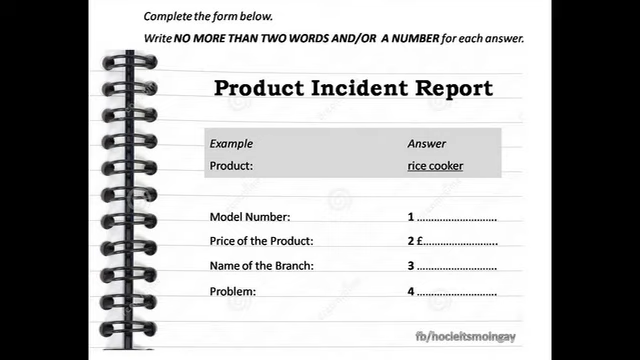 Complete the form below.
Write NO MORE THAN TWO WORDS AND/OR A NUMBER for each answer.
Product Incident Report
Example Answer
Product: rice cooker
Model Number: 1 ...........................
Price of the Product: 2 £.........................
Name of the Branch: 3 ...........................
Problem: 4 ...........................
fb/hocieltsmoingay